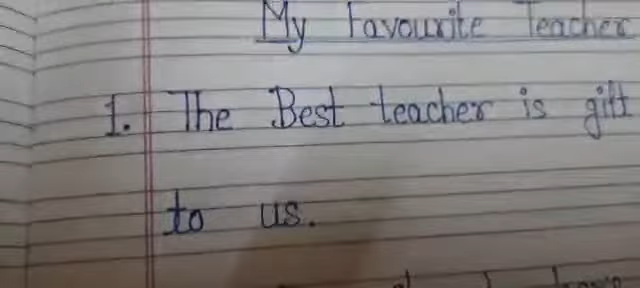 My Favourite Teacher
1. The Best teacher is gift
to us.